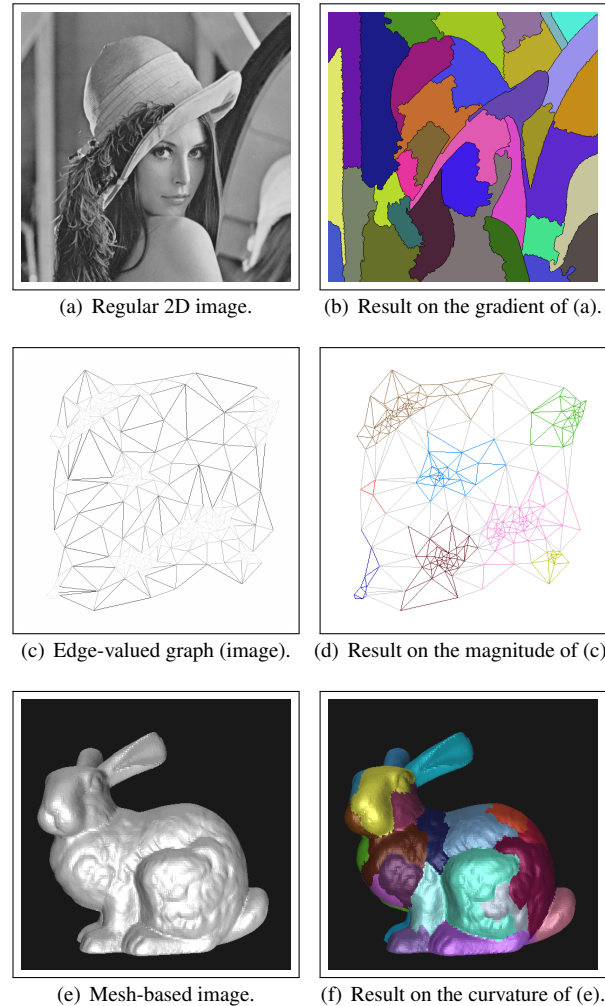 (a) Regular 2D image.
(b) Result on the gradient of (a).
(c) Edge-valued graph (image).
(d) Result on the magnitude of (c)
(e) Mesh-based image.
(f) Result on the curvature of (e).